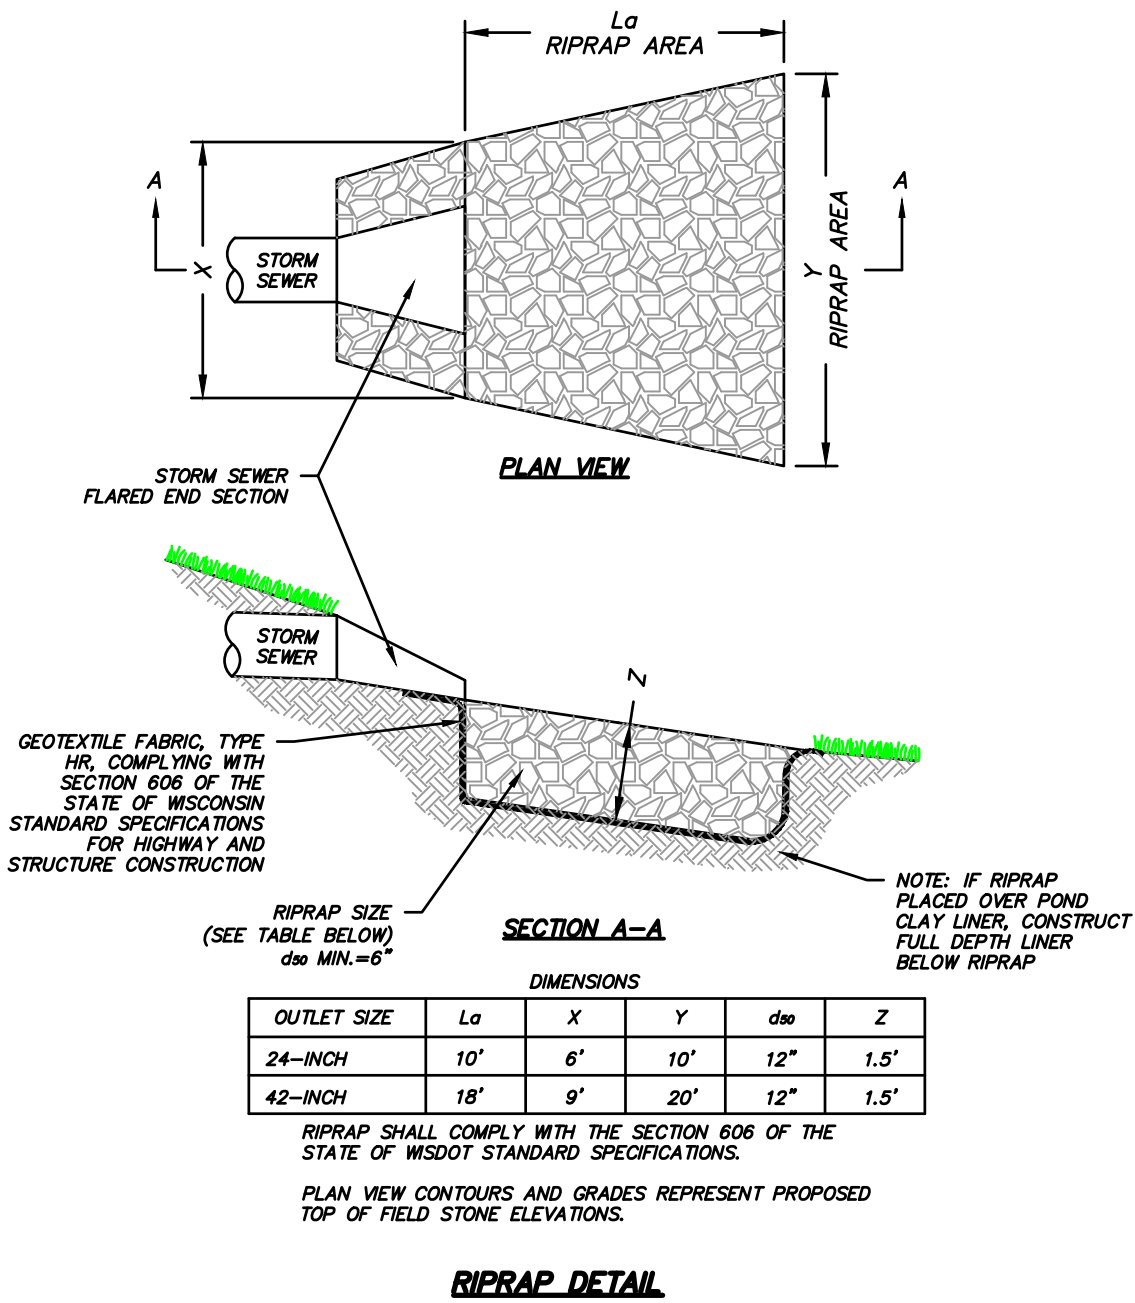 La
RIPRAP AREA
A
A
X
STORM
SEWER
Y
RIPRAP AREA
PLAN VIEW
STORM SEWER
FLARED END SECTION
STORM
SEWER
Z
GEOTEXTILE FABRIC, TYPE
HR, COMPLYING WITH
SECTION 606 OF THE
STATE OF WISCONSIN
STANDARD SPECIFICATIONS
FOR HIGHWAY AND
STRUCTURE CONSTRUCTION
RIPRAP SIZE
(SEE TABLE BELOW)
d50 MIN.=6"
SECTION A-A
NOTE: IF RIPRAP
PLACED OVER POND
CLAY LINER, CONSTRUCT
FULL DEPTH LINER
BELOW RIPRAP
DIMENSIONS
OUTLET SIZE La X Y d50 Z
24-INCH 10' 6' 10' 12" 1.5'
42-INCH 18' 9' 20' 12" 1.5'
RIPRAP SHALL COMPLY WITH THE SECTION 606 OF THE
STATE OF WISDOT STANDARD SPECIFICATIONS.
PLAN VIEW CONTOURS AND GRADES REPRESENT PROPOSED
TOP OF FIELD STONE ELEVATIONS.
RIPRAP DETAIL